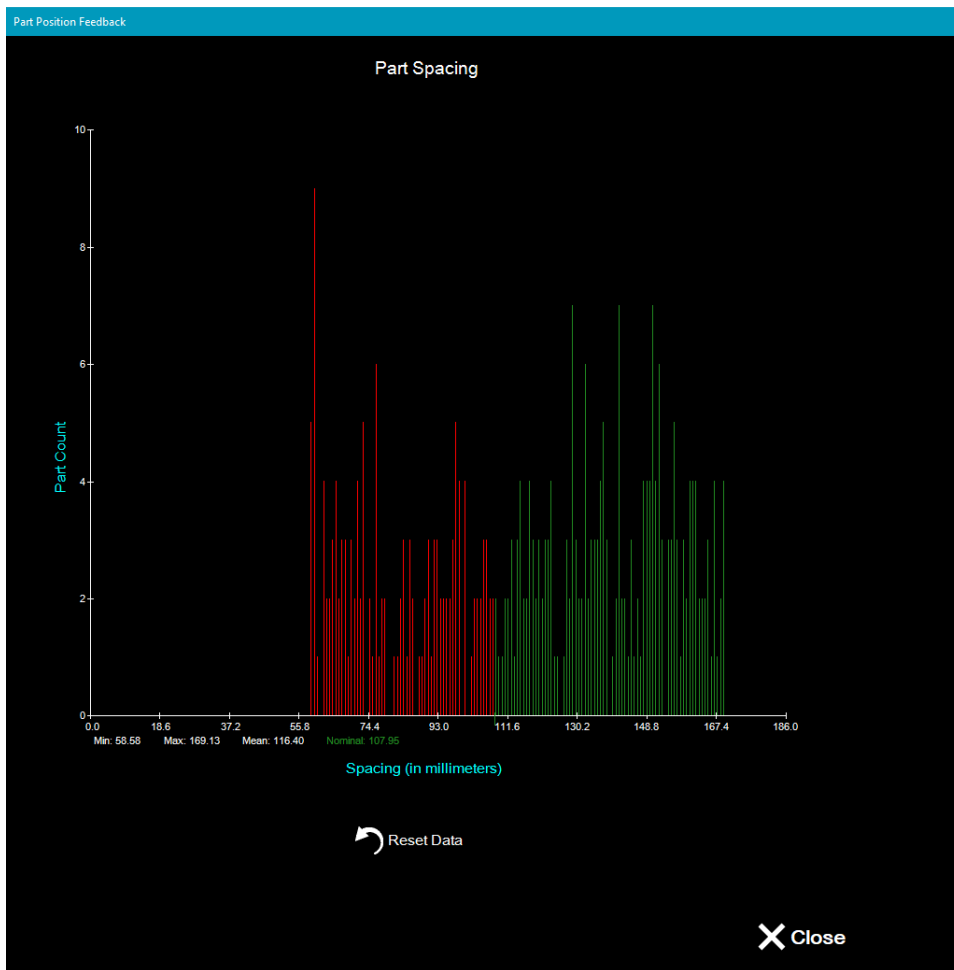 Part Position Feedback
Part Spacing
10
8
6
4
2
0
Part Count
0.0 18.6 37.2 55.8 74.4 93.0 111.6 130.2 148.8 167.4 186.0
Min: 58.58 Max: 169.13 Mean: 116.40 Nominal: 107.95
Spacing (in millimeters)
Reset Data
Close